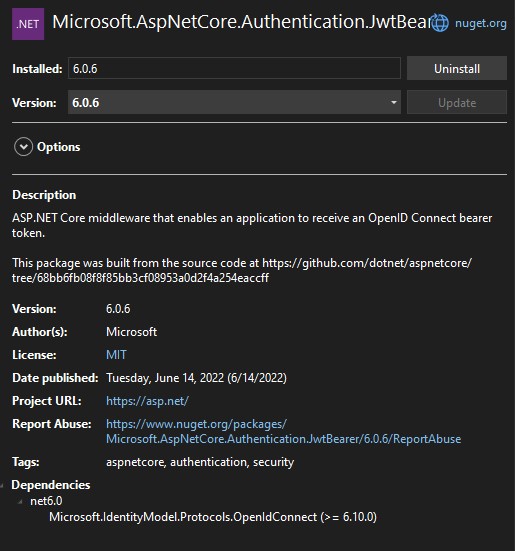 .NET Microsoft.AspNetCore.Authentication.JwtBear nuget.org
Installed: 6.0.6 Uninstall
Version: 6.0.6 Update
Options
Description
ASP.NET Core middleware that enables an application to receive an OpenID Connect bearer
token.
This package was built from the source code at https://github.com/dotnet/aspnetcore/
tree/68bb6fb08f8f85bb3cf08953a0d2f4a254eaccff
Version: 6.0.6
Author(s): Microsoft
License: MIT
Date published: Tuesday, June 14, 2022 (6/14/2022)
Project URL: https://asp.net/
Report Abuse: https://www.nuget.org/packages/
Microsoft.AspNetCore.Authentication.JwtBearer/6.0.6/ReportAbuse
Tags: aspnetcore, authentication, security
Dependencies
net6.0
Microsoft.IdentityModel.Protocols.OpenIdConnect (>= 6.10.0)